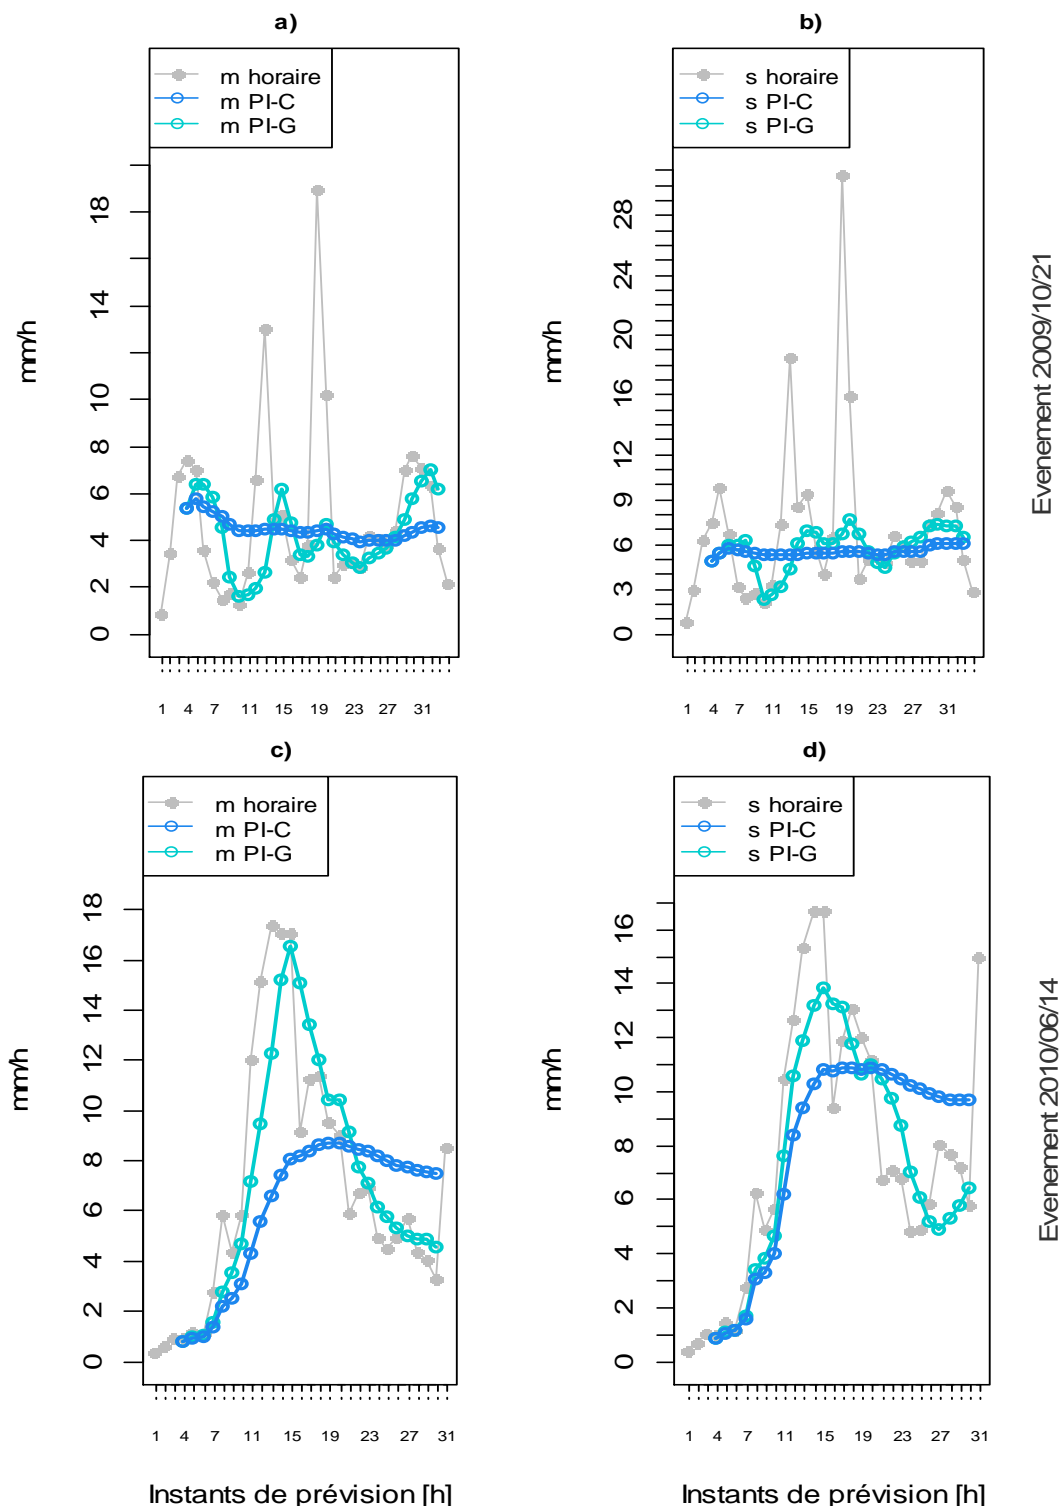 a)
m horaire
m PI-C
m PI-G
mm/h
0 2 4 6 8 10 14 18
1 4 7 11 15 19 23 27 31
b)
s horaire
s PI-C
s PI-G
mm/h
0 3 6 9 12 16 20 24 28
1 4 7 11 15 19 23 27 31
Evenement 2009/10/21
c)
m horaire
m PI-C
m PI-G
mm/h
0 2 4 6 8 10 12 14 16 18
1 4 7 11 15 19 23 27 31
Instants de prévision [h]
d)
s horaire
s PI-C
s PI-G
mm/h
0 2 4 6 8 10 12 14 16
1 4 7 11 15 19 23 27 31
Instants de prévision [h]
Evenement 2010/06/14